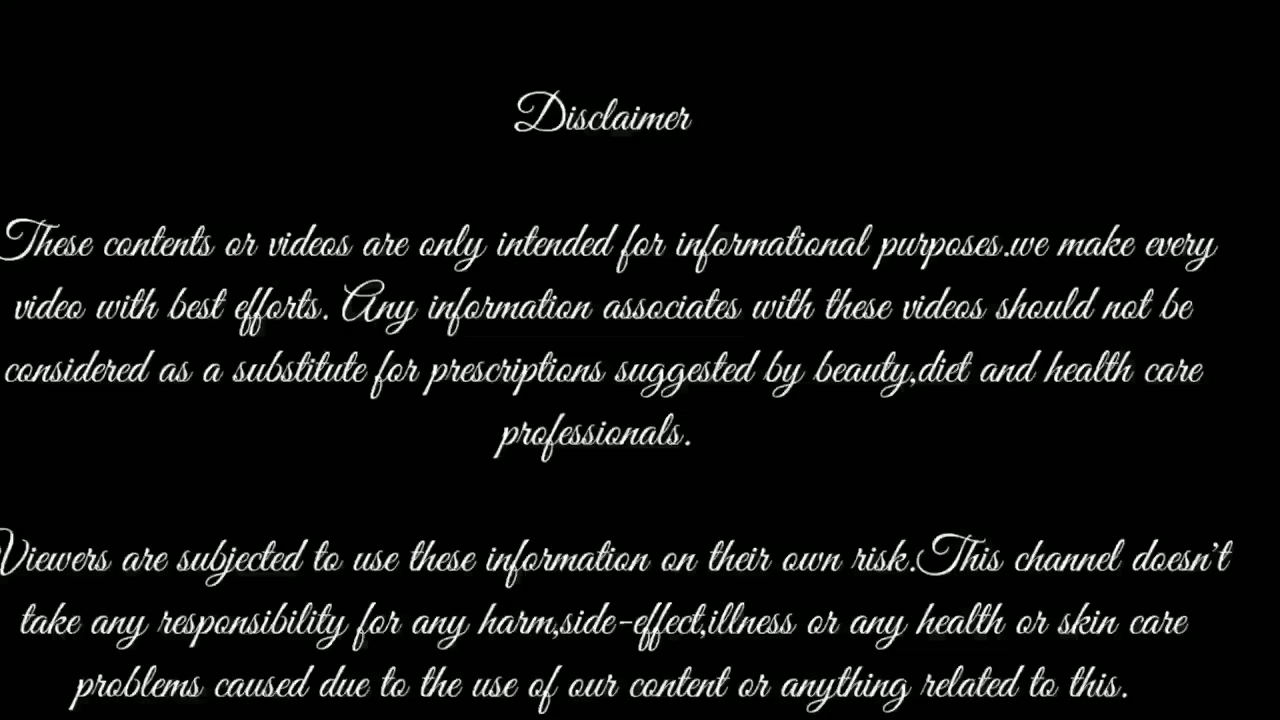 Disclaimer
These contents or videos are only intended for informational purposes.we make every
video with best efforts. Any information associates with these videos should not be
considered as a substitute for prescriptions suggested by beauty,diet and health care
professionals.
Viewers are subjected to use these information on their own risk.This channel doesn't
take any responsibility for any harm,side-effect,illness or any health or skin care
problems caused due to the use of our content or anything related to this.